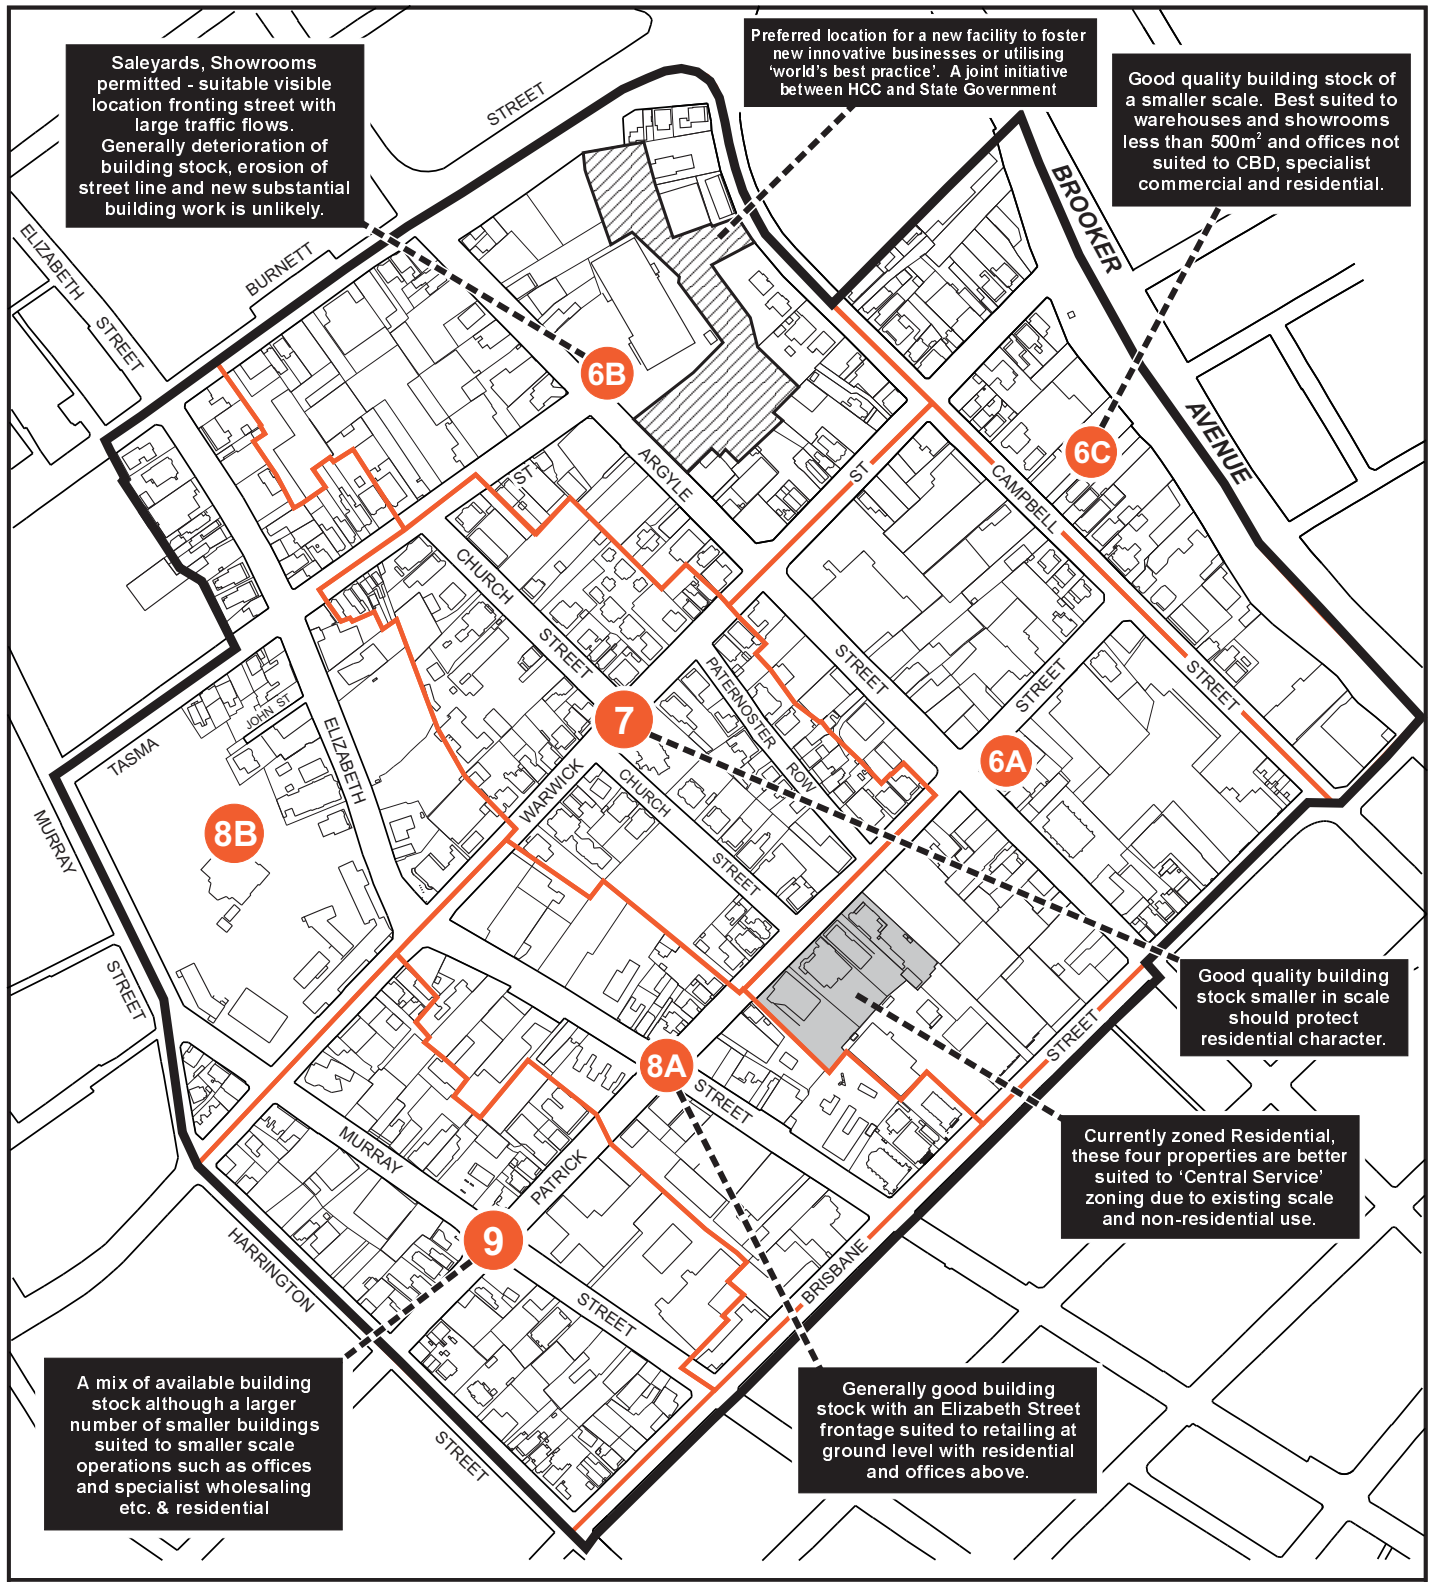 Saleyards, Showrooms
permitted - suitable visible
location fronting street with
large traffic flows.
Generally deterioration of
building stock, erosion of
street line and new substantial
building work is unlikely.
Preferred location for a new facility to foster
new innovative businesses or utilising
‘world’s best practice’.  A joint initiative
between HCC and State Government
Good quality building stock of
a smaller scale.  Best suited to
warehouses and showrooms
less than 500m² and offices not
suited to CBD, specialist
commercial and residential.
STREET
BURNETT
ELIZABETH
STREET
BROOKER
AVENUE
6B
6C
ARGYLE
ST
ST
CAMPBELL
STREET
CHURCH
STREET
STREET
STREET
PATERNOSTER
ROW
7
6A
JOHN ST
TASMA
ELIZABETH
WARWICK
CHURCH
STREET
8B
MURRAY
STREET
Good quality building
stock smaller in scale
should protect
residential character.
STREET
8A
STREET
MURRAY
PATRICK
Currently zoned Residential,
these four properties are better
suited to ‘Central Service’
zoning due to existing scale
and non-residential use.
9
HARRINGTON
BRISBANE
STREET
STREET
A mix of available building
stock although a larger
number of smaller buildings
suited to smaller scale
operations such as offices
and specialist wholesaling
etc. & residential
Generally good building
stock with an Elizabeth Street
frontage suited to retailing at
ground level with residential
and offices above.